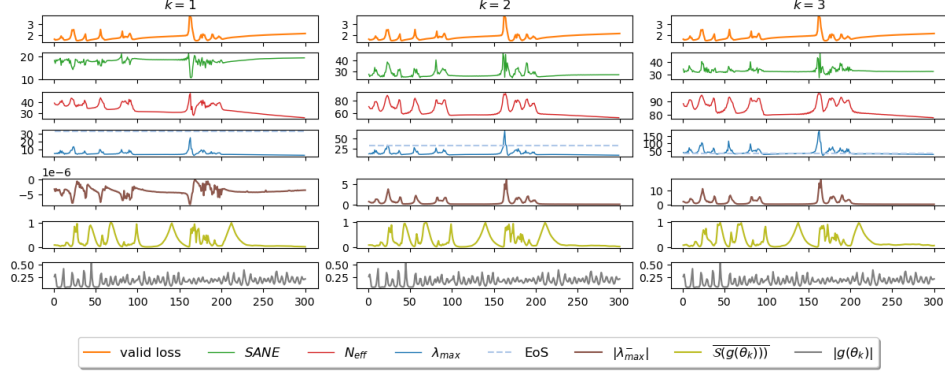 k = 1 k = 2 k = 3
3 3 3
2 2 2
20 40 40
10 30 30
40 80 90
30 60 80
30 50 150
20 25 50
10
1e−6
0 5 10
−5 0 0
1 1 1
0 0 0
0.50 0.50 0.50
0.25 0.25 0.25
0 50 100 150 200 250 300 0 50 100 150 200 250 300 0 50 100 150 200 250 300
valid loss SANE N_eff λ_max EoS |λ⁻_max| S(g(θ_k))) |g(θ_k)|